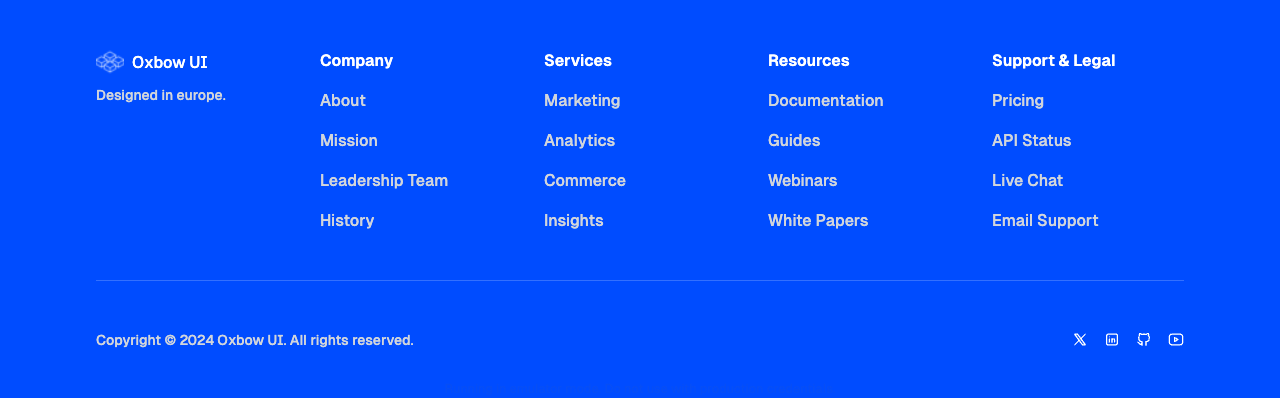 Oxbow UI
Designed in europe.
Company
About
Mission
Leadership Team
History
Services
Marketing
Analytics
Commerce
Insights
Resources
Documentation
Guides
Webinars
White Papers
Support & Legal
Pricing
API Status
Live Chat
Email Support
Copyright © 2024 Oxbow UI. All rights reserved.